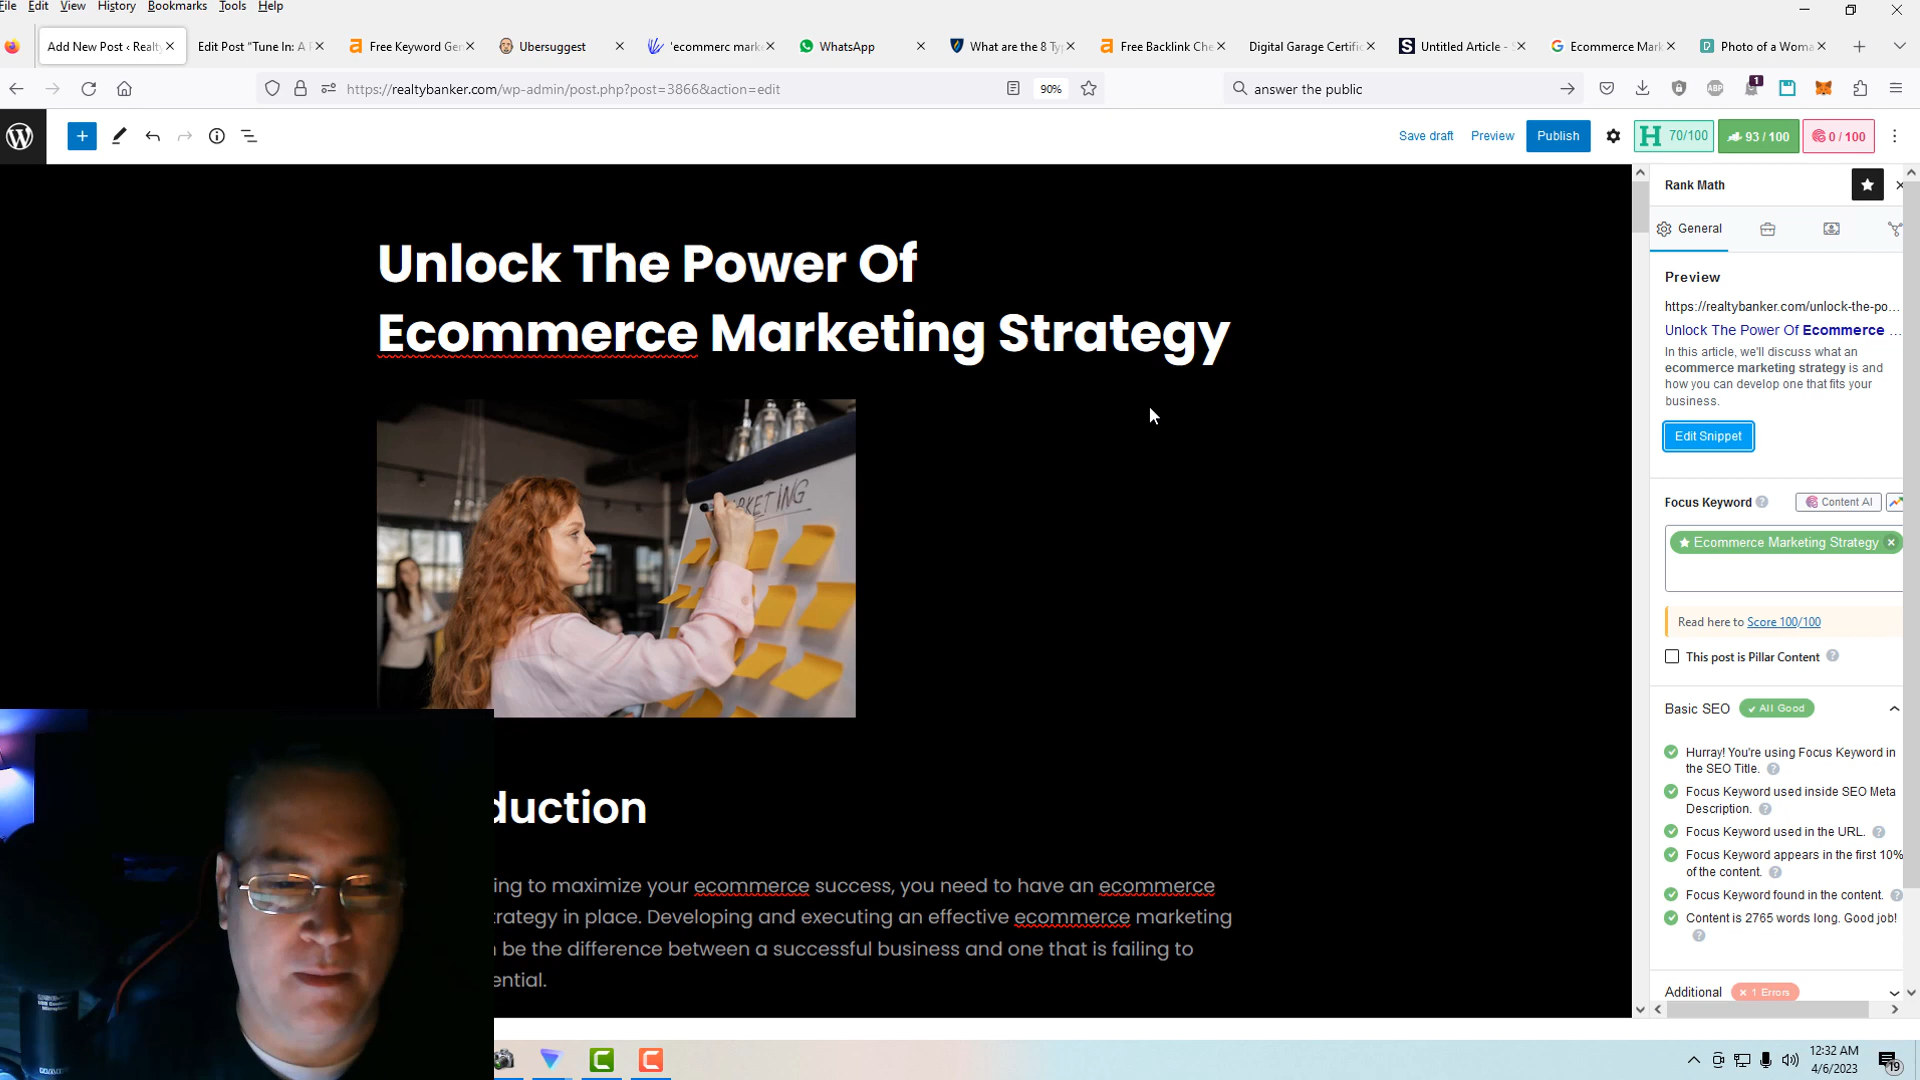 File Edit View History Bookmarks Tools Help
Add New Post ‹ Realty
Edit Post “Tune In: A
Free Keyword Ger
Ubersuggest
'ecommerc mark
WhatsApp
What are the 8 Ty
Free Backlink Che
Digital Garage Certific
Untitled Article -
Ecommerce Mark
Photo of a Woma
https://realtybanker.com/wp-admin/post.php?post=3866&action=edit
90%
answer the public
1
Save draft
Preview
Publish
H 70/100
93 / 100
0 / 100
Rank Math
General
Unlock The Power Of
Ecommerce Marketing Strategy
Preview
https://realtybanker.com/unlock-the-po...
Unlock The Power Of Ecommerce ...
In this article, we'll discuss what an
ecommerce marketing strategy is and
how you can develop one that fits your
business.
Edit Snippet
Focus Keyword
Content AI
Ecommerce Marketing Strategy
Read here to Score 100/100
This post is Pillar Content
Basic SEO
All Good
Hurray! You're using Focus Keyword in
the SEO Title.
Focus Keyword used inside SEO Meta
Description.
Focus Keyword used in the URL.
Focus Keyword appears in the first 10%
of the content.
Focus Keyword found in the content.
Content is 2765 words long. Good job!
Additional
1 Errors
MARKETING
duction
ing to maximize your ecommerce success, you need to have an ecommerce
rategy in place. Developing and executing an effective ecommerce marketing
be the difference between a successful business and one that is failing to
ential.
12:32 AM
4/6/2023
19